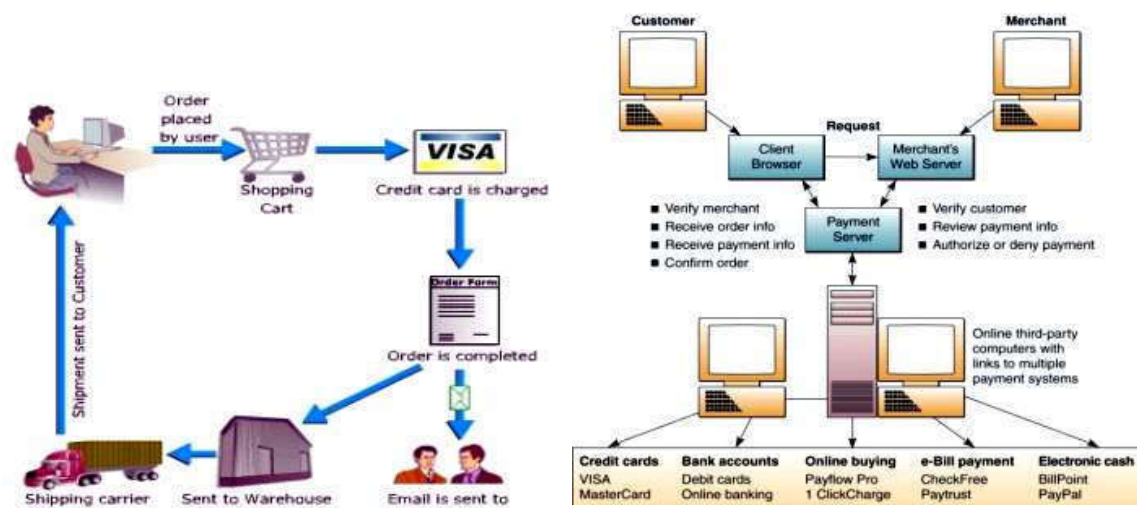 Order
placed
by user
Shopping
Cart
VISA
Credit card is charged
Order Form
Order is completed
Shipment sent to Customer
Shipping carrier
Sent to Warehouse
Email is sent to
Customer
Merchant
Request
Client
Browser
Merchant's
Web Server
Payment
Server
■ Verify merchant
■ Receive order info
■ Receive payment info
■ Confirm order
■ Verify customer
■ Review payment info
■ Authorize or deny payment
Online third-party
computers with
links to multiple
payment systems
Credit cards
VISA
MasterCard
Bank accounts
Debit cards
Online banking
Online buying
Payflow Pro
1 ClickCharge
e-Bill payment
CheckFree
Paytrust
Electronic cash
BillPoint
PayPal